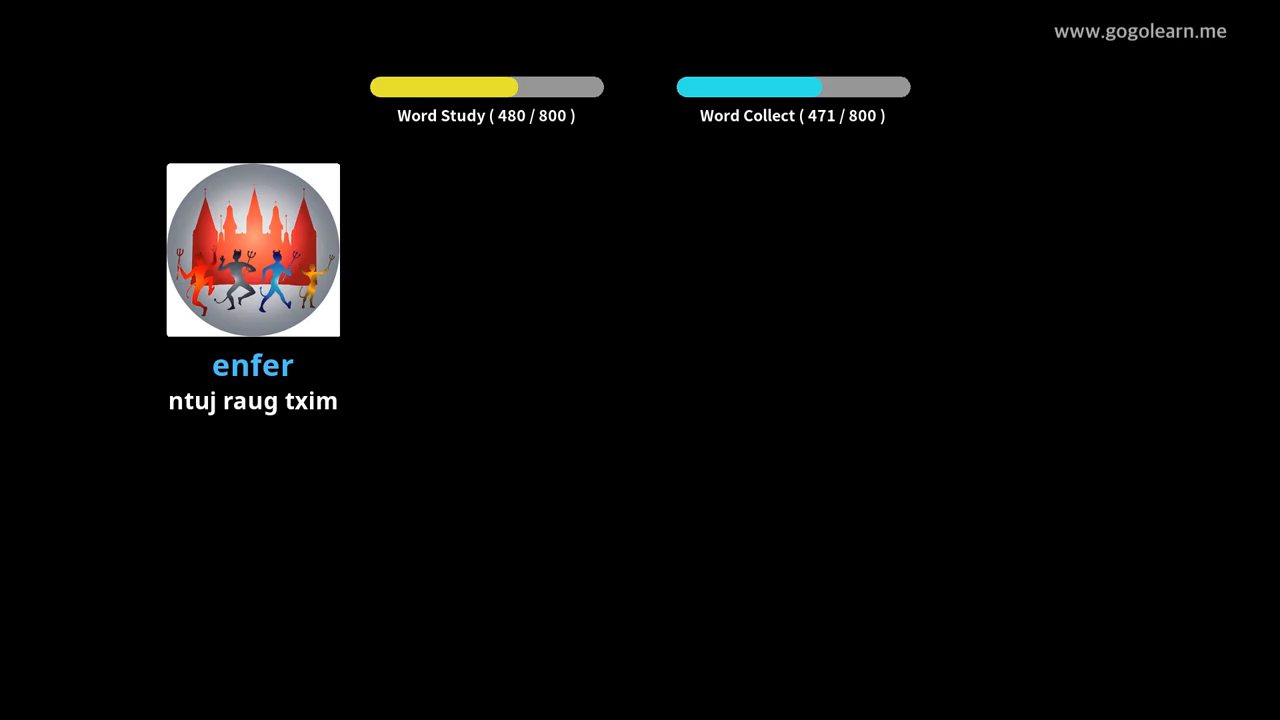 www.gogolearn.me
Word Study ( 480 / 800 )
Word Collect ( 471 / 800 )
enfer
ntuj raug txim